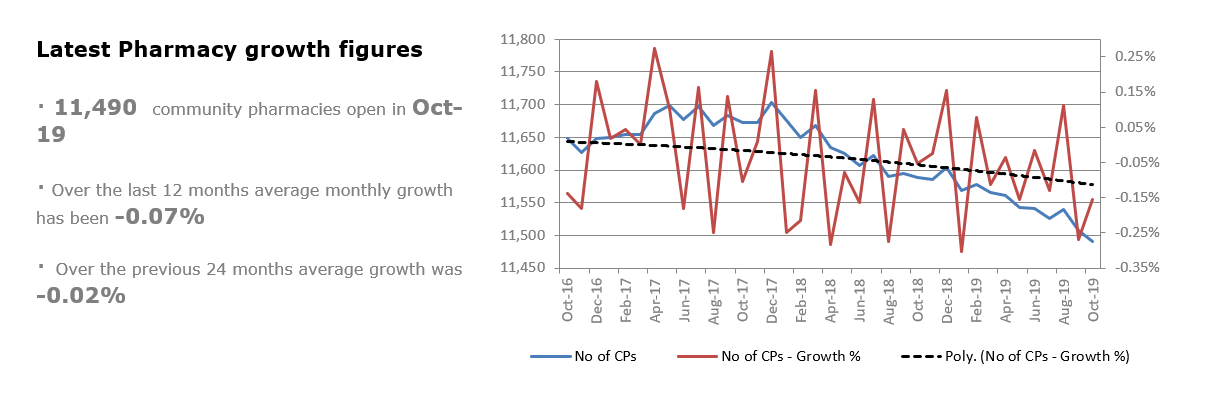 Latest Pharmacy growth figures
· 11,490 community pharmacies open in Oct-
19
· Over the last 12 months average monthly growth
has been -0.07%
· Over the previous 24 months average growth was
-0.02%
11,800
11,750
11,700
11,650
11,600
11,550
11,500
11,450
0.25%
0.15%
0.05%
-0.05%
-0.15%
-0.25%
-0.35%
Oct-16
Dec-16
Feb-17
Apr-17
Jun-17
Aug-17
Oct-17
Dec-17
Feb-18
Apr-18
Jun-18
Aug-18
Oct-18
Dec-18
Feb-19
Apr-19
Jun-19
Aug-19
Oct-19
No of CPs
No of CPs - Growth %
Poly. (No of CPs - Growth %)